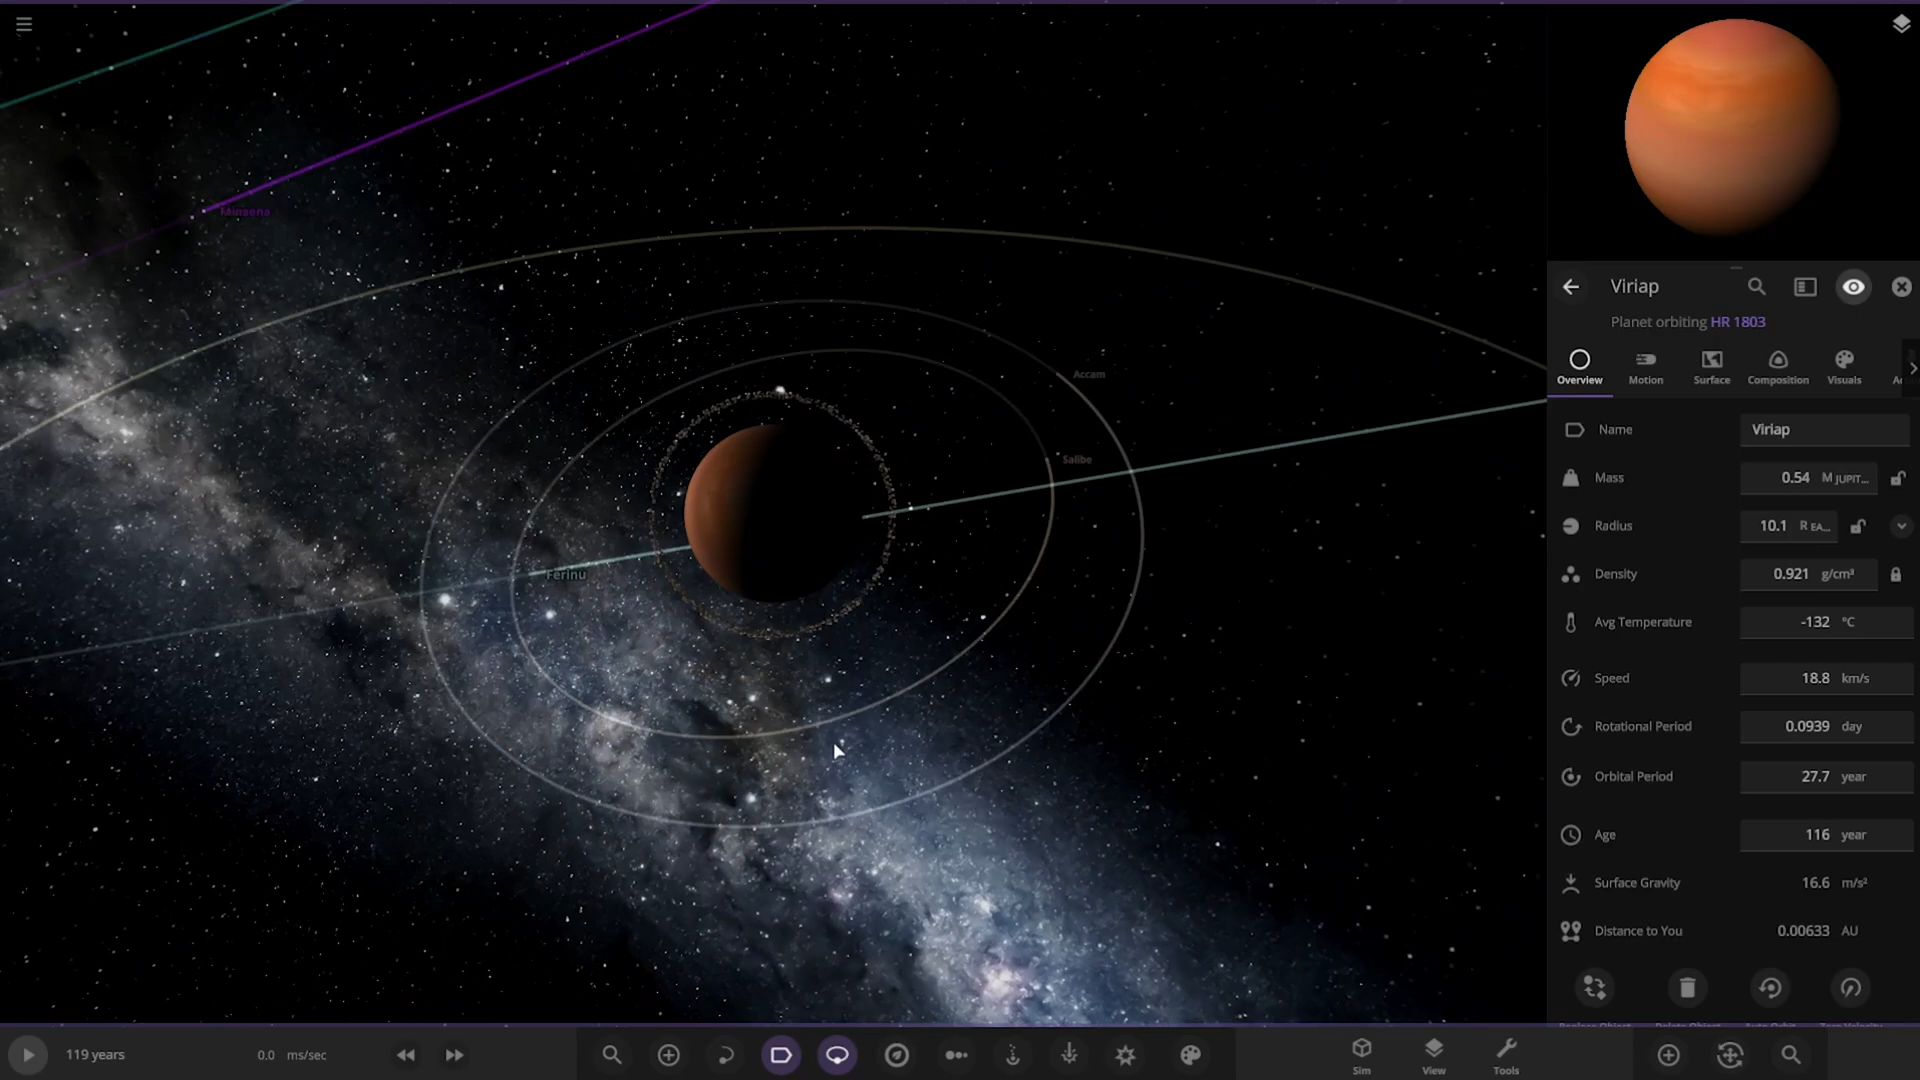 Minaena
Accam
Salibe
Ferinu
Viriap
Planet orbiting HR 1803
Overview
Motion
Surface
Composition
Visuals
Name
Viriap
Mass
0.54 M JUPIT...
Radius
10.1 R EA...
Density
0.921 g/cm³
Avg Temperature
-132 °C
Speed
18.8 km/s
Rotational Period
0.0939 day
Orbital Period
27.7 year
Age
116 year
Surface Gravity
16.6 m/s²
Distance to You
0.00633 AU
119 years
0.0 ms/sec
Sim
View
Tools